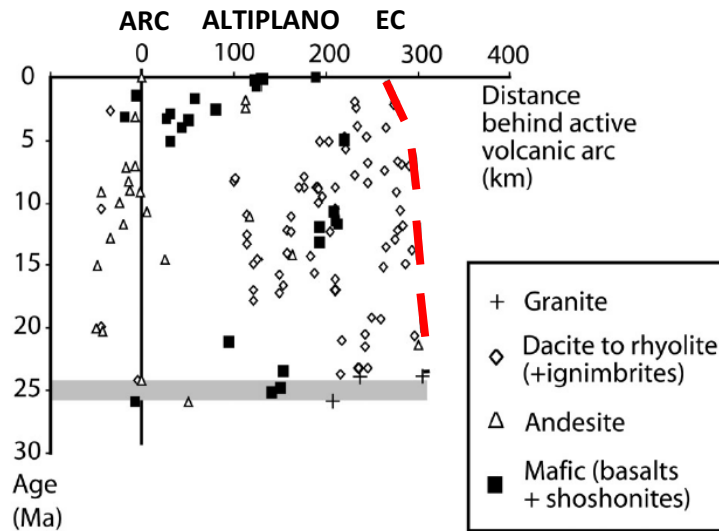 ARC ALTIPLANO EC
0 100 200 300 400
0
Distance
behind active
volcanic arc
(km)
5
10
15
20
25
30
Age
(Ma)
Granite
Dacite to rhyolite
(+ignimbrites)
Andesite
Mafic (basalts
+ shoshonites)